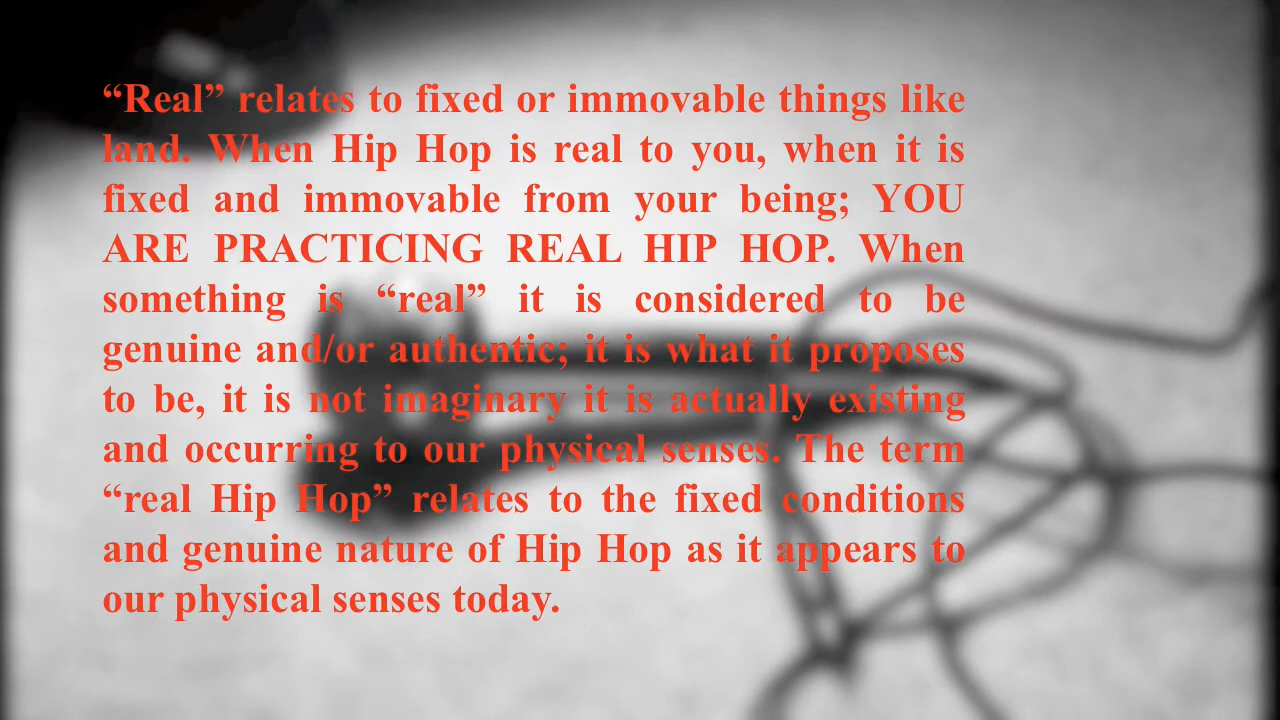 “Real” relates to fixed or immovable things like
land. When Hip Hop is real to you, when it is
fixed and immovable from your being; YOU
ARE PRACTICING REAL HIP HOP. When
something is “real” it is considered to be
genuine and/or authentic; it is what it proposes
to be, it is not imaginary it is actually existing
and occurring to our physical senses. The term
“real Hip Hop” relates to the fixed conditions
and genuine nature of Hip Hop as it appears to
our physical senses today.